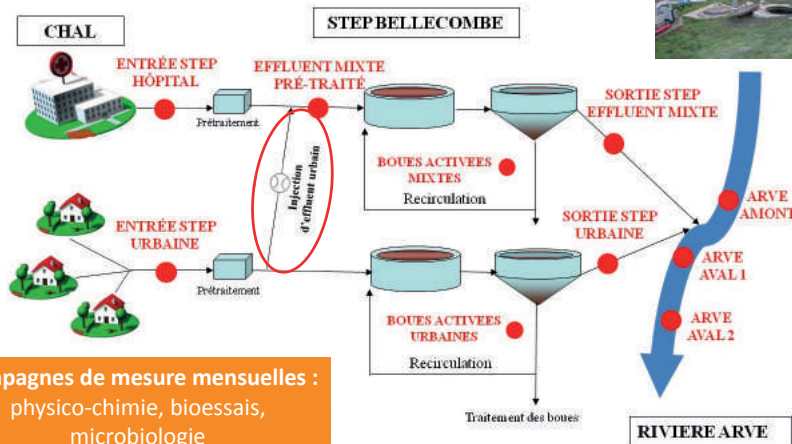 CHAL
STEP BELLECOMBE
ENTRÉE STEP
HÔPITAL
EFFLUENT MIXTE
PRÉ-TRAITÉ
SORTIE STEP
EFFLUENT MIXTE
Prétraitement
Injection
d'effluent urbain
BOUES ACTIVEES
MIXTES
Recirculation
ARVE
AMONT
ENTRÉE STEP
URBAINE
SORTIE STEP
URBAINE
ARVE
AVAL 1
Prétraitement
BOUES ACTIVEES
URBAINES
ARVE
AVAL 2
Recirculation
mpagnes de mesure mensuelles :
physico-chimie, bioessais,
microbiologie
Traitement des boues
RIVIERE ARVE